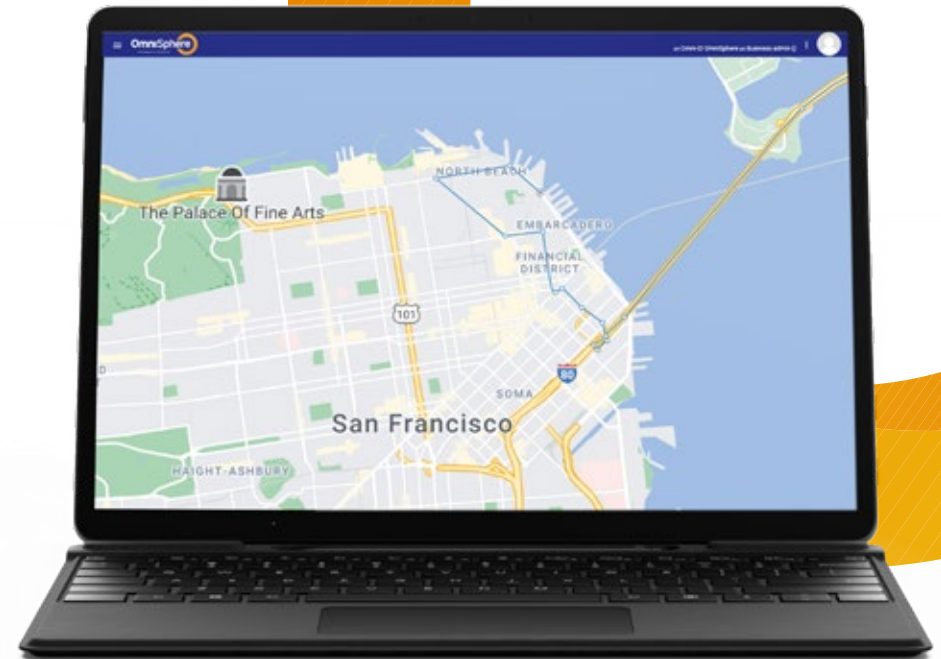 OmniSphere
NORTH BEACH
The Palace Of Fine Arts
EMBARCADERO
FINANCIAL
DISTRICT
101
80
SOMA
San Francisco
HAIGHT-ASHBURY